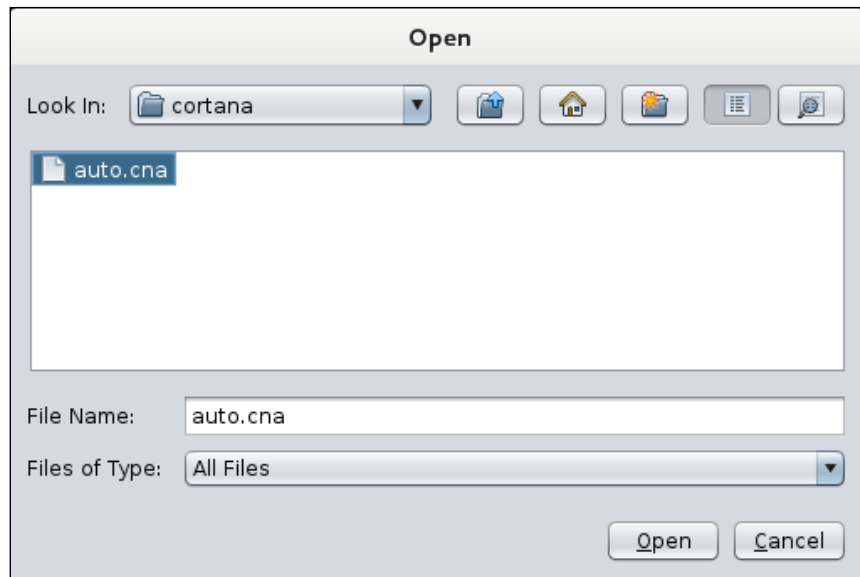 Open
Look In: cortana
auto.cna
File Name: auto.cna
Files of Type: All Files
Open Cancel